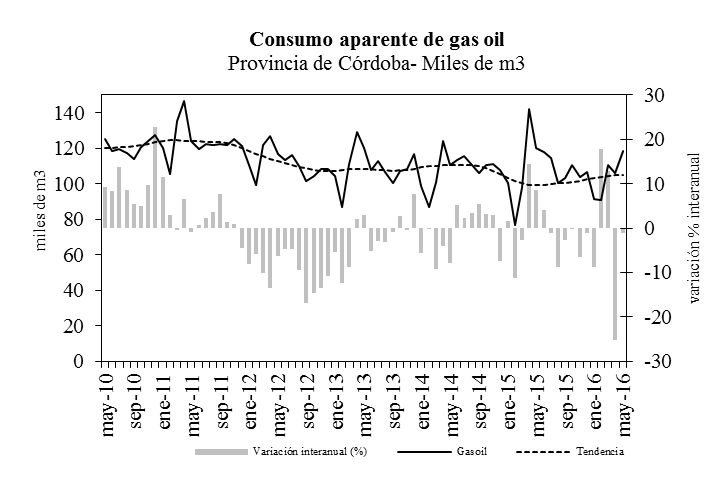 Consumo aparente de gas oil
Provincia de Córdoba- Miles de m3
miles de m3
140
120
100
80
60
40
20
0
30
20
10
0
-10
-20
-30
variación % interanual
may-10
sep-10
ene-11
may-11
sep-11
ene-12
may-12
sep-12
ene-13
may-13
sep-13
ene-14
may-14
sep-14
ene-15
may-15
sep-15
ene-16
may-16
Variación interanual (%)
Gasoil
Tendencia